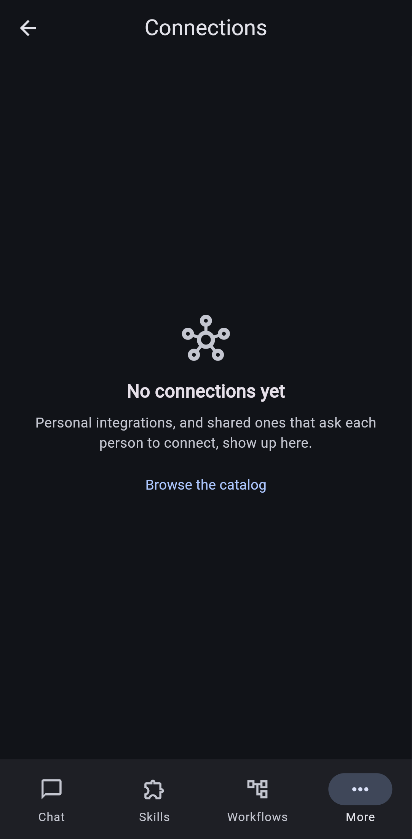 Connections
No connections yet
Personal integrations, and shared ones that ask each
person to connect, show up here.
Browse the catalog
Chat
Skills
Workflows
More